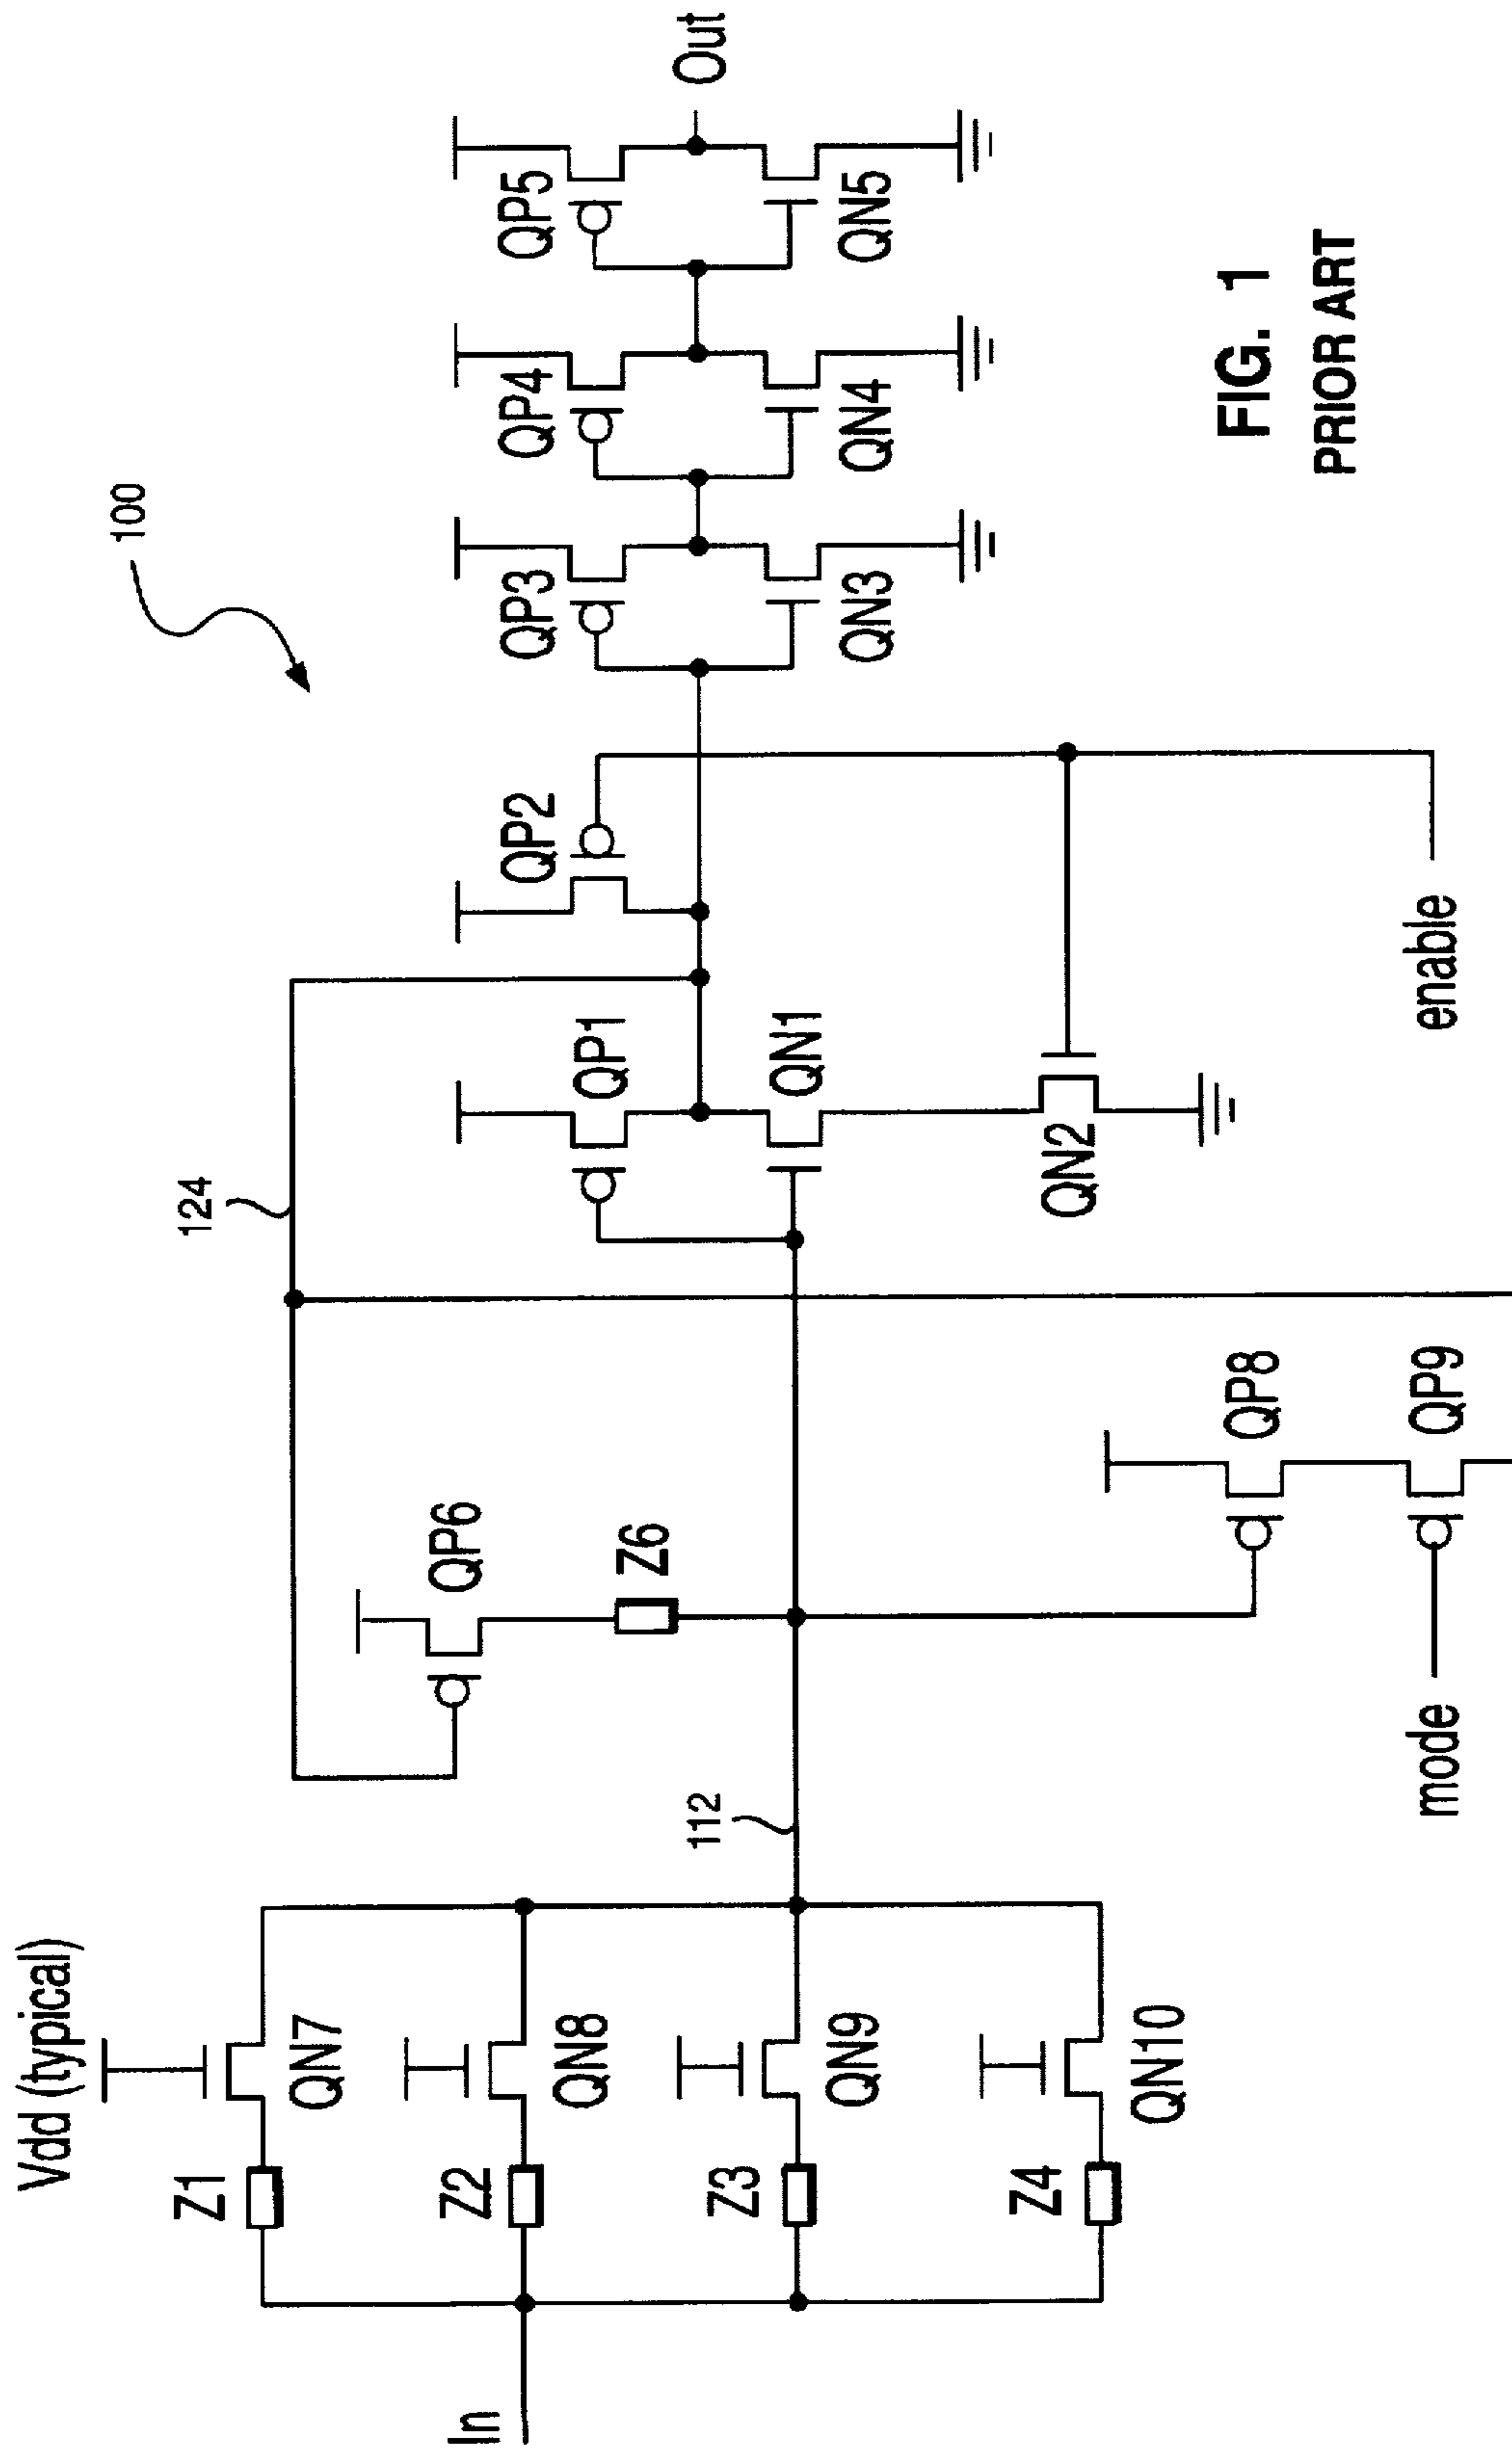 100
124
112
Vdd (typical)
In
Z1
QN7
Z2
QN8
Z3
QN9
Z4
QN10
QP6
Z6
QP8
mode
QP9
QP1
QN1
QN2
QP2
enable
QP3
QN3
QP4
QN4
QP5
QN5
Out
FIG. 1
PRIOR ART